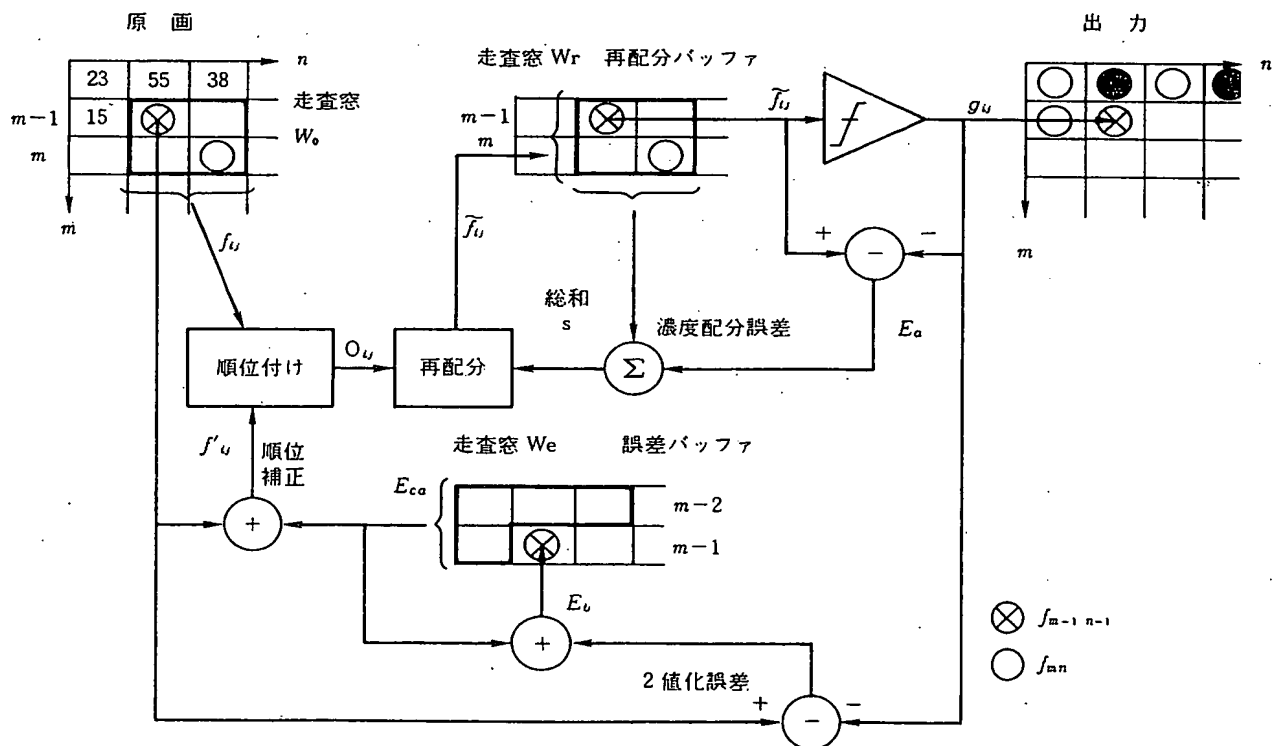 原画
出力
走査窓 Wr 再配分バッファ
n
23 55 38
走査窓
W₀
m−1
15
m
m
m−1
m
f̃ij
gij
n
m
fij
f̃ij
+
−
−
総和
s
濃度配分誤差
Ea
順位付け
Oij
再配分
Σ
f'ij
順位
補正
走査窓 We 誤差バッファ
Eca
m−2
m−1
+
Eij
+
fm−1 n−1
fmn
2値化誤差
+
−
−